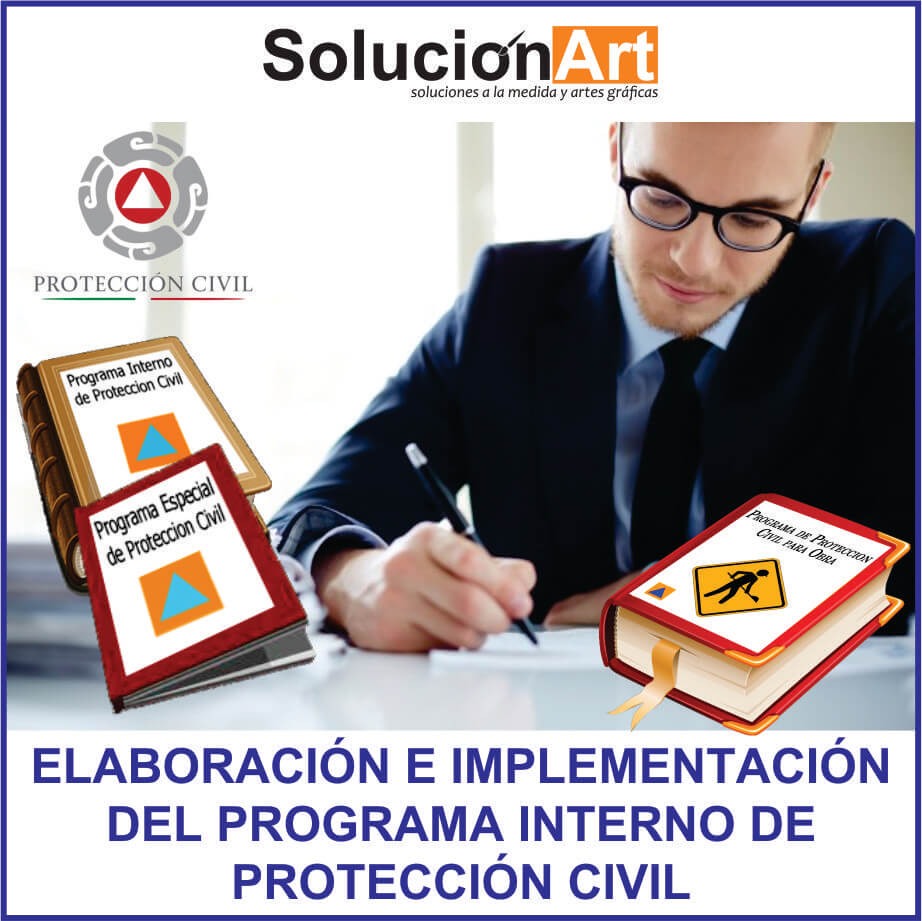 SoluciónArt
soluciones a la medida y artes gráficas
PROTECCIÓN CIVIL
Programa Interno
de Proteccion Civil
Programa Especial
de Proteccion Civil
PROGRAMA DE PROTECCION
CIVIL PARA OBRA
ELABORACIÓN E IMPLEMENTACIÓN
DEL PROGRAMA INTERNO DE
PROTECCIÓN CIVIL